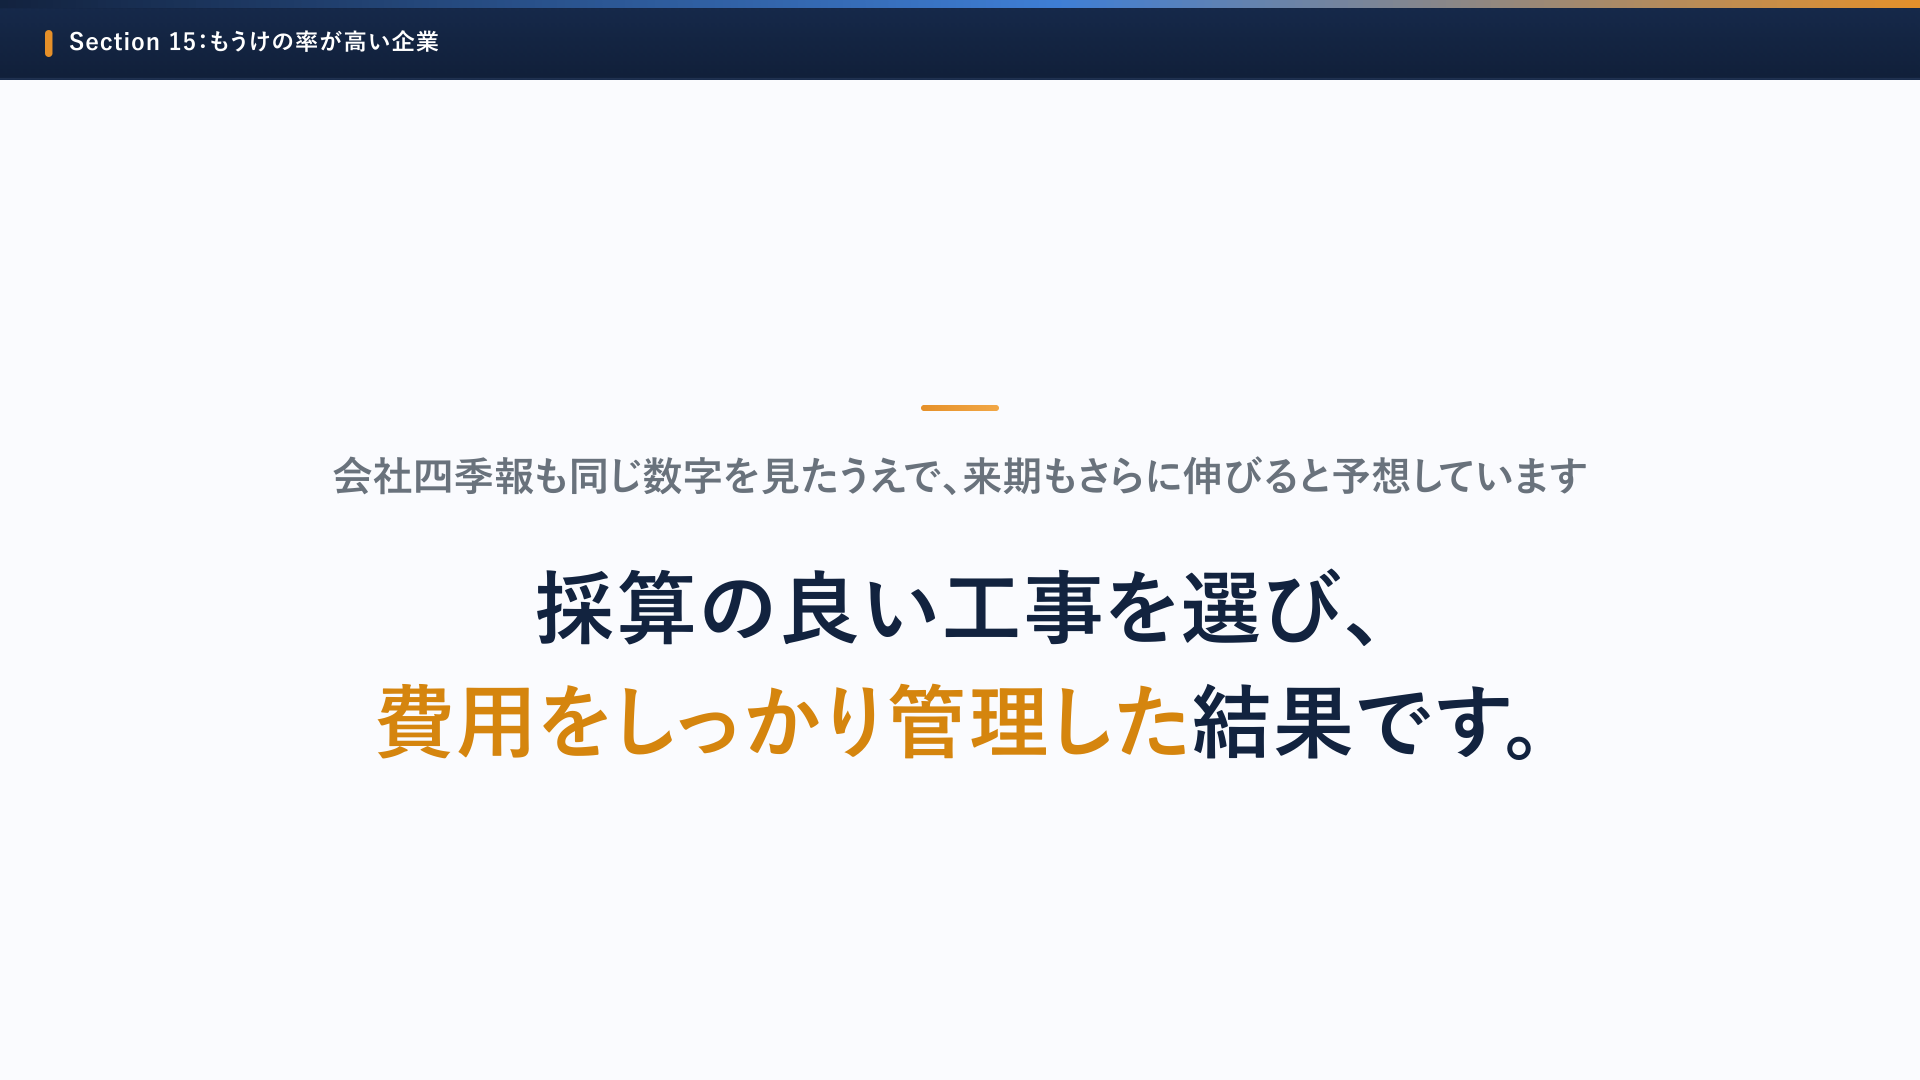 Section 15：もうけの率が高い企業
会社四季報も同じ数字を見たうえで、来期もさらに伸びると予想しています
採算の良い工事を選び、
費用をしっかり管理した結果です。